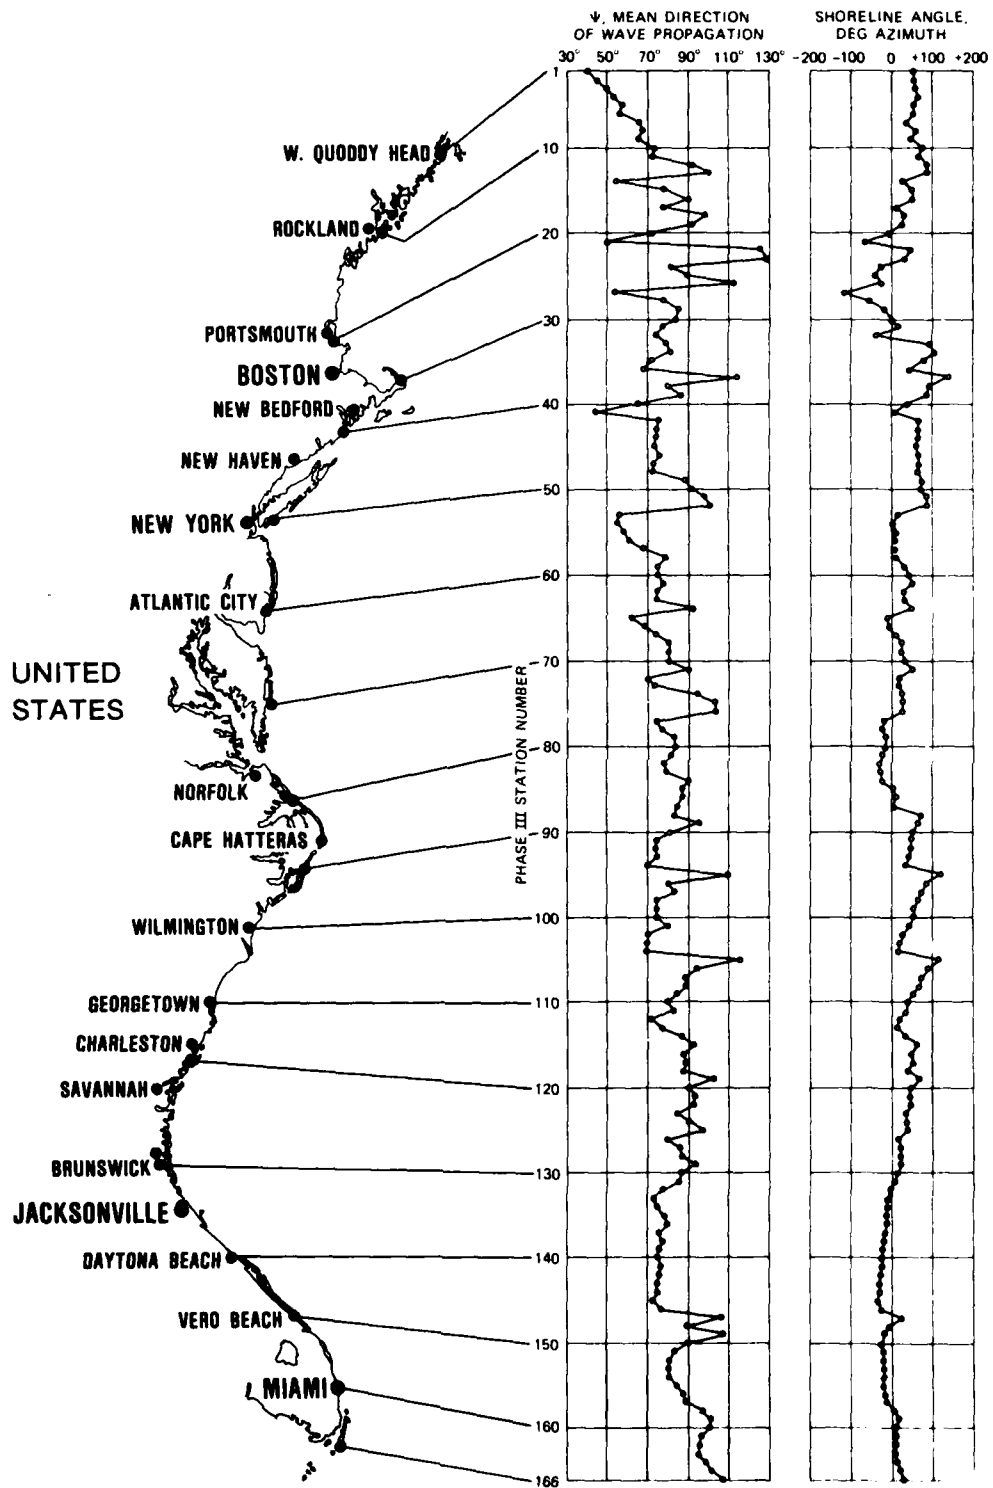 Ψ, MEAN DIRECTION
OF WAVE PROPAGATION
30° 50° 70° 90° 110° 130°
SHORELINE ANGLE,
DEG AZIMUTH
-200 -100 0 +100 +200
1
W. QUODDY HEAD
10
ROCKLAND
20
PORTSMOUTH
30
BOSTON
NEW BEDFORD
40
NEW HAVEN
50
NEW YORK
60
ATLANTIC CITY
UNITED
STATES
70
PHASE III STATION NUMBER
80
NORFOLK
CAPE HATTERAS
90
100
WILMINGTON
GEORGETOWN
110
CHARLESTON
SAVANNAH
120
BRUNSWICK
130
JACKSONVILLE
DAYTONA BEACH
140
VERO BEACH
150
MIAMI
160
166